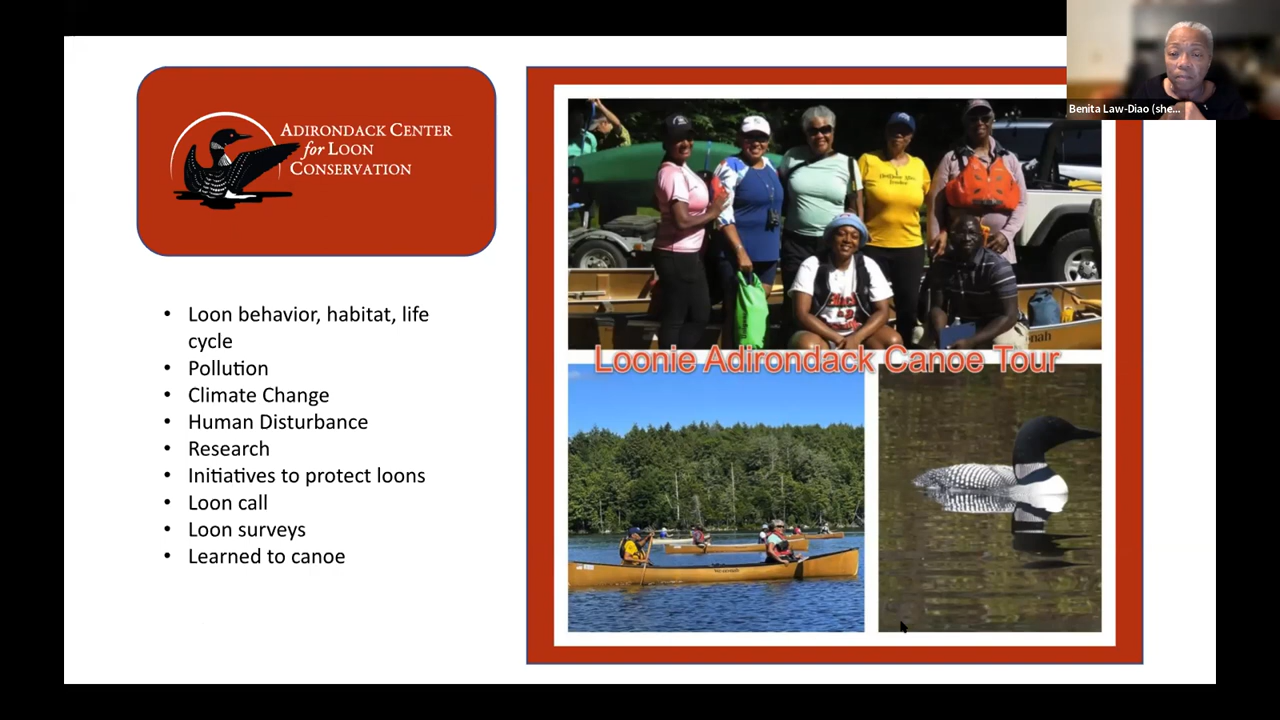 Benita Law-Diao (she...
ADIRONDACK CENTER
for LOON
CONSERVATION
• Loon behavior, habitat, life
cycle
• Pollution
• Climate Change
• Human Disturbance
• Research
• Initiatives to protect loons
• Loon call
• Loon surveys
• Learned to canoe
Loonie Adirondack Canoe Tour